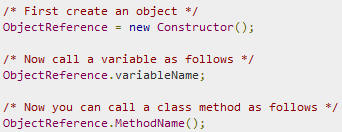 /* First create an object */
ObjectReference = new Constructor();
/* Now call a variable as follows */
ObjectReference.variableName;
/* Now you can call a class method as follows */
ObjectReference.MethodName();